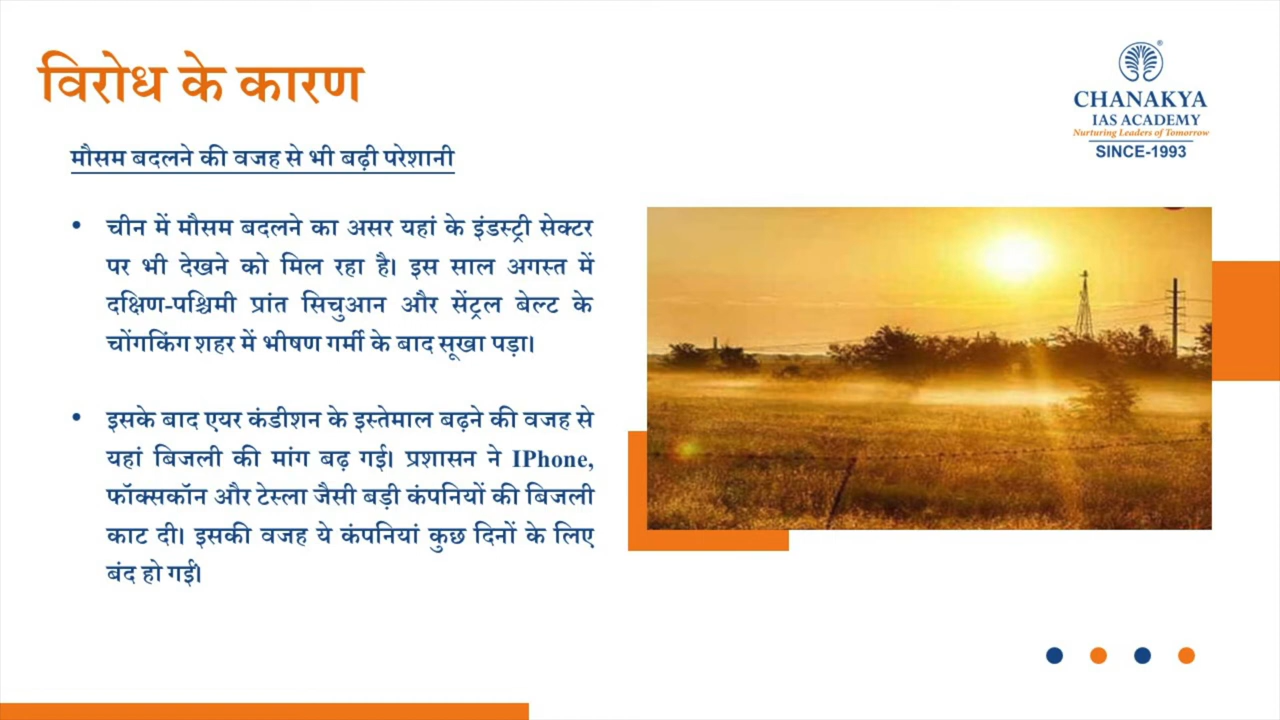 विरोध के कारण
CHANAKYA
IAS ACADEMY
Nurturing Leaders of Tomorrow
SINCE-1993
मौसम बदलने की वजह से भी बढ़ी परेशानी
• चीन में मौसम बदलने का असर यहां के इंडस्ट्री सेक्टर
पर भी देखने को मिल रहा है। इस साल अगस्त में
दक्षिण-पश्चिमी प्रांत सिचुआन और सेंट्रल बेल्ट के
चोंगकिंग शहर में भीषण गर्मी के बाद सूखा पड़ा।
• इसके बाद एयर कंडीशन के इस्तेमाल बढ़ने की वजह से
यहां बिजली की मांग बढ़ गई। प्रशासन ने IPhone,
फॉक्सकॉन और टेस्ला जैसी बड़ी कंपनियों की बिजली
काट दी। इसकी वजह ये कंपनियां कुछ दिनों के लिए
बंद हो गईं।